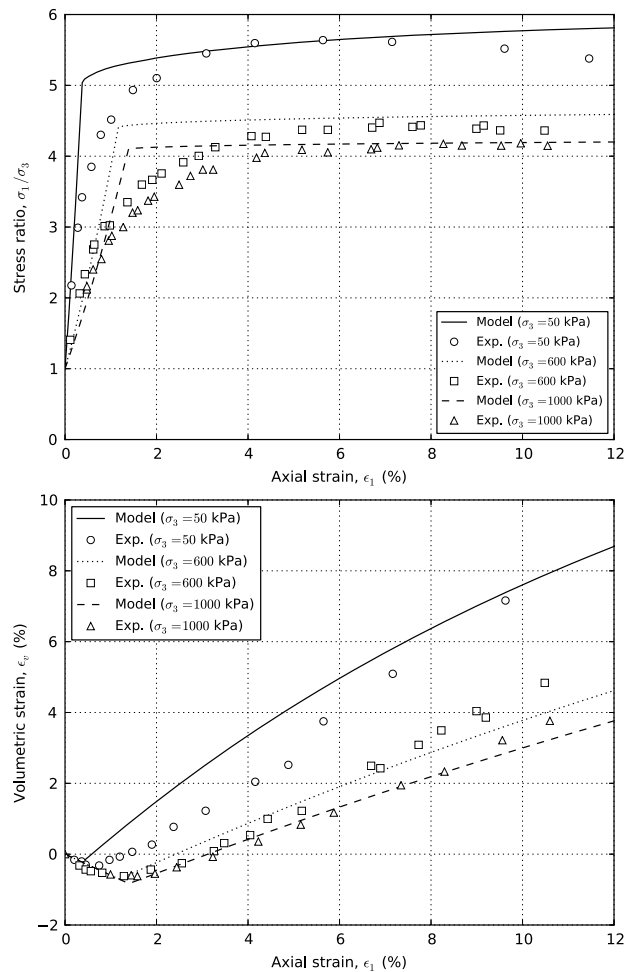 6
5
4
3
2
1
0
Stress ratio, σ₁/σ₃
Model (σ₃ = 50 kPa)
Exp. (σ₃ = 50 kPa)
Model (σ₃ = 600 kPa)
Exp. (σ₃ = 600 kPa)
Model (σ₃ = 1000 kPa)
Exp. (σ₃ = 1000 kPa)
0 2 4 6 8 10 12
Axial strain, ϵ₁ (%)
10
8
6
4
2
0
−2
Volumetric strain, ϵᵥ (%)
Model (σ₃ = 50 kPa)
Exp. (σ₃ = 50 kPa)
Model (σ₃ = 600 kPa)
Exp. (σ₃ = 600 kPa)
Model (σ₃ = 1000 kPa)
Exp. (σ₃ = 1000 kPa)
0 2 4 6 8 10 12
Axial strain, ϵ₁ (%)